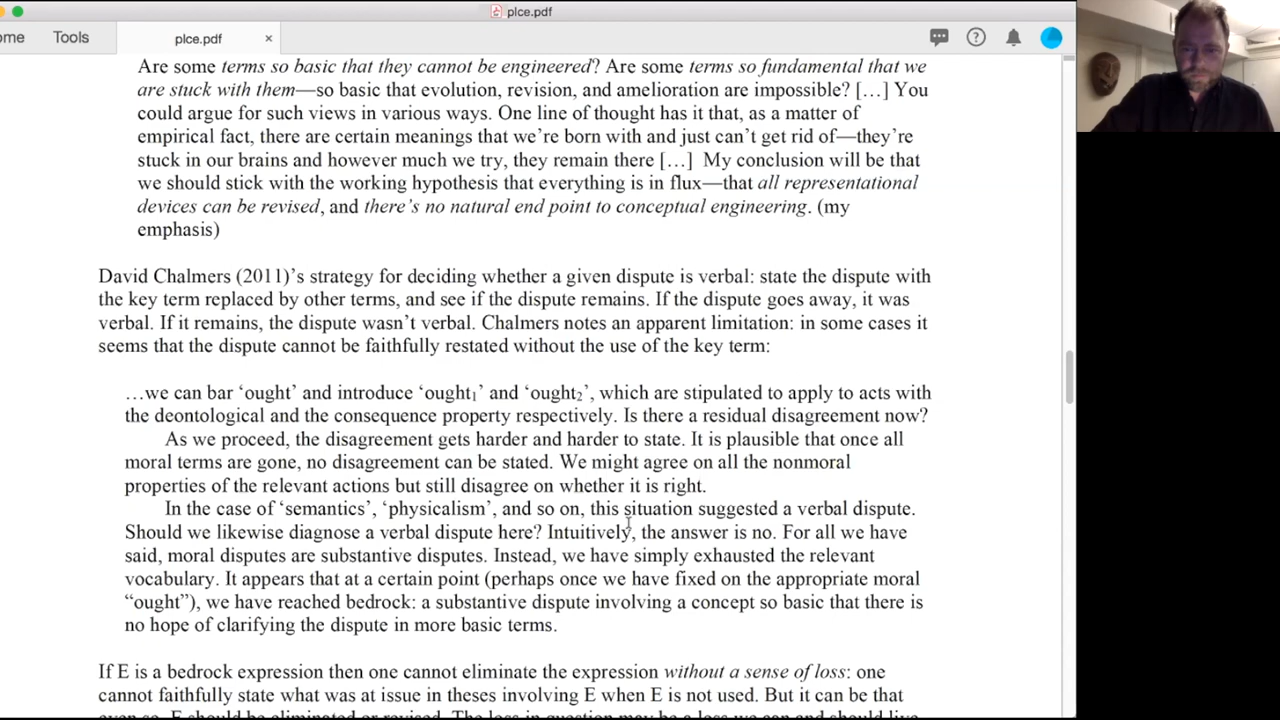 plce.pdf
ome Tools plce.pdf ×
Are some terms so basic that they cannot be engineered? Are some terms so fundamental that we
are stuck with them—so basic that evolution, revision, and amelioration are impossible? […] You
could argue for such views in various ways. One line of thought has it that, as a matter of
empirical fact, there are certain meanings that we’re born with and just can’t get rid of—they’re
stuck in our brains and however much we try, they remain there […] My conclusion will be that
we should stick with the working hypothesis that everything is in flux—that all representational
devices can be revised, and there’s no natural end point to conceptual engineering. (my
emphasis)
David Chalmers (2011)’s strategy for deciding whether a given dispute is verbal: state the dispute with
the key term replaced by other terms, and see if the dispute remains. If the dispute goes away, it was
verbal. If it remains, the dispute wasn’t verbal. Chalmers notes an apparent limitation: in some cases it
seems that the dispute cannot be faithfully restated without the use of the key term:
…we can bar ‘ought’ and introduce ‘ought₁’ and ‘ought₂’, which are stipulated to apply to acts with
the deontological and the consequence property respectively. Is there a residual disagreement now?
As we proceed, the disagreement gets harder and harder to state. It is plausible that once all
moral terms are gone, no disagreement can be stated. We might agree on all the nonmoral
properties of the relevant actions but still disagree on whether it is right.
In the case of ‘semantics’, ‘physicalism’, and so on, this situation suggested a verbal dispute.
Should we likewise diagnose a verbal dispute here? Intuitively, the answer is no. For all we have
said, moral disputes are substantive disputes. Instead, we have simply exhausted the relevant
vocabulary. It appears that at a certain point (perhaps once we have fixed on the appropriate moral
“ought”), we have reached bedrock: a substantive dispute involving a concept so basic that there is
no hope of clarifying the dispute in more basic terms.
If E is a bedrock expression then one cannot eliminate the expression without a sense of loss: one
cannot faithfully state what was at issue in theses involving E when E is not used. But it can be that
even so, E should be eliminated or revised. The loss in question may be a loss we can and should live